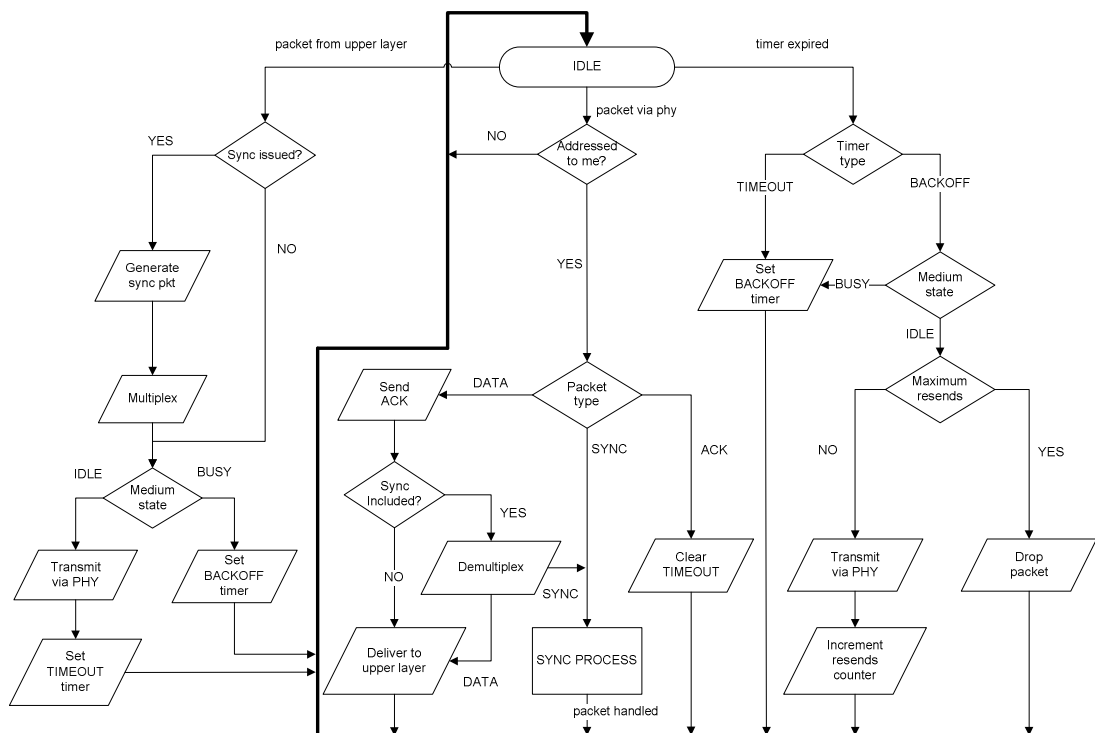 packet from upper layer
timer expired
IDLE
packet via phy
YES
NO
Sync issued?
Addressed
to me?
Timer
type
TIMEOUT
BACKOFF
NO
Generate
sync pkt
YES
Set
BACKOFF
timer
BUSY
Medium
state
IDLE
Multiplex
Send
ACK
DATA
Packet
type
Maximum
resends
SYNC
ACK
NO
YES
IDLE
BUSY
Medium
state
Sync
Included?
YES
Transmit
via PHY
Set
BACKOFF
timer
NO
Demultiplex
SYNC
Clear
TIMEOUT
Transmit
via PHY
Drop
packet
Set
TIMEOUT
timer
Deliver to
upper layer
DATA
SYNC PROCESS
Increment
resends
counter
packet handled